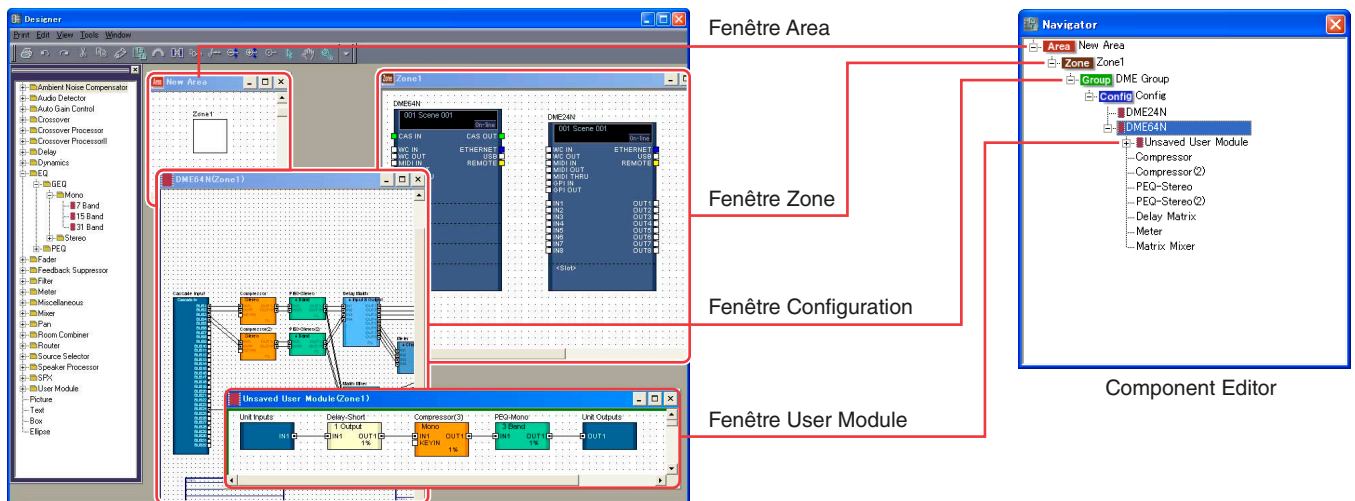 Designer
Print Edit View Tools Window
Ambient Noise Compensator
Audio Detector
Auto Gain Control
Crossover
Crossover Processor
Crossover ProcessorII
Delay
Dynamics
EQ
GEQ
Mono
7 Band
15 Band
31 Band
Stereo
PEQ
Fader
Feedback Suppressor
Filter
Meter
Miscellaneous
Mixer
Pan
Room Combiner
Router
Source Selector
Speaker Processor
SPX
User Module
Picture
Text
Box
Ellipse
Area New Area
Zone1
Zone Zone1
DME64N
001 Scene 001
On-line
CAS IN CAS OUT
WC IN ETHERNET
WC OUT USB
MIDI IN REMOTE
DME24N
001 Scene 001
On-line
WC IN ETHERNET
WC OUT USB
MIDI IN REMOTE
MIDI OUT
MIDI THRU
GPI IN
GPI OUT
IN1 OUT1
IN2 OUT2
IN3 OUT3
IN4 OUT4
IN5 OUT5
IN6 OUT6
IN7 OUT7
IN8 OUT8
<Slot>
DME64N(Zone1)
Cascade Input
Compressor
Stereo
PEQ-Stereo
Delay Matrix
Compressor(2)
Stereo
PEQ-Stereo(2)
Matrix Mixer
Unsaved User Module(Zone1)
Unit Inputs
IN1
Delay-Short
1 Output
IN1 OUT1
1%
Compressor(3)
Mono
IN1 OUT1
KEYIN
1%
PEQ-Mono
3 Band
IN1 OUT1
1%
Unit Outputs
OUT1
Fenêtre Area
Fenêtre Zone
Fenêtre Configuration
Fenêtre User Module
Navigator
Area New Area
Zone Zone1
Group DME Group
Config Config
DME24N
DME64N
Unsaved User Module
Compressor
Compressor(2)
PEQ-Stereo
PEQ-Stereo(2)
Delay Matrix
Meter
Matrix Mixer
Component Editor